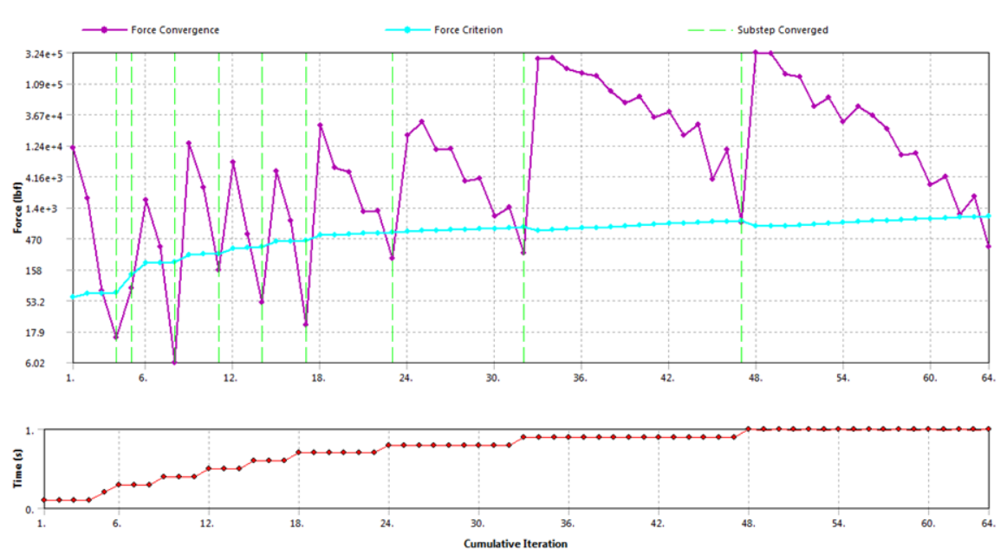 Force Convergence Force Criterion Substep Converged
Force (lbf)
3.24e+5
1.09e+5
3.67e+4
1.24e+4
4.16e+3
1.4e+3
470
158
53.2
17.9
6.02
1. 6. 12. 18. 24. 30. 36. 42. 48. 54. 60. 64.
Time (s)
1.
0.
1. 6. 12. 18. 24. 30. 36. 42. 48. 54. 60. 64.
Cumulative Iteration